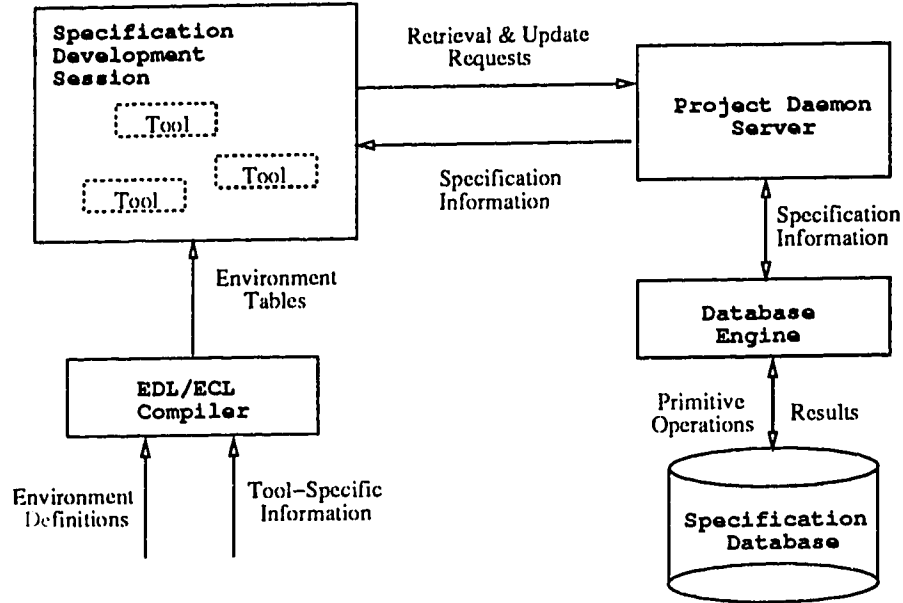 Specification
Development
Session
Tool
Tool
Tool
Retrieval & Update
Requests
Project Daemon
Server
Specification
Information
Specification
Information
Environment
Tables
Database
Engine
EDL/ECL
Compiler
Primitive
Operations
Results
Environment
Definitions
Tool-Specific
Information
Specification
Database